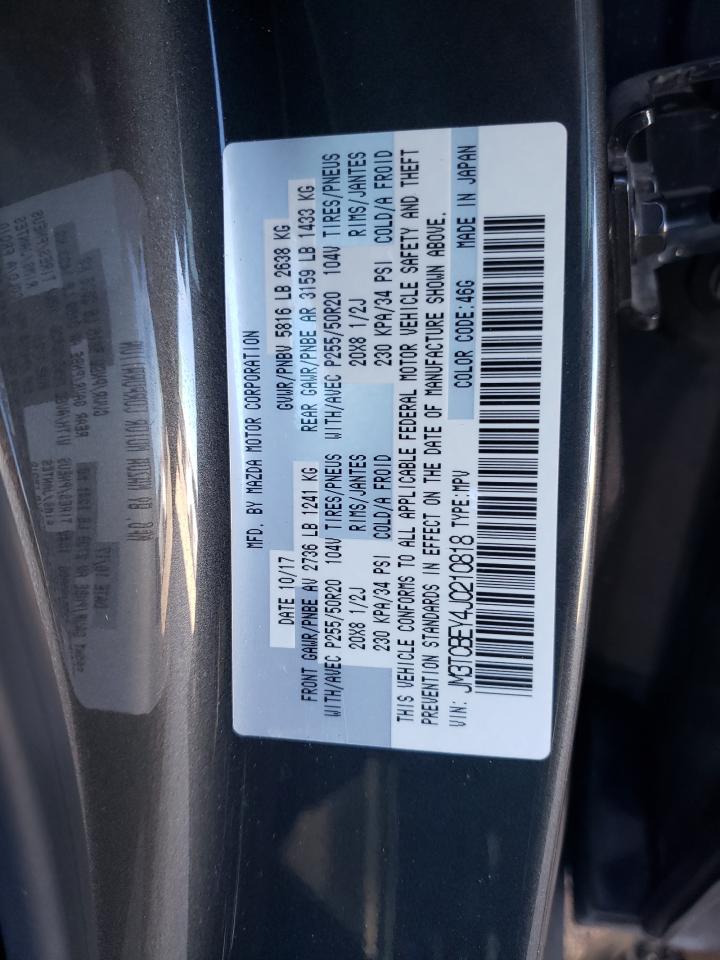 MFD. BY MAZDA MOTOR CORPORATION
DATE 10/17 GVWR/PNBV 5816 LB 2638 KG
FRONT GAWR/PNBE AV 2736 LB 1241 KG REAR GAWR/PNBE AR 3159 LB 1433 KG
WITH/AVEC P255/50R20 104V TIRES/PNEUS WITH/AVEC P255/50R20 104V TIRES/PNEUS
20X8 1/2J RIMS/JANTES 20X8 1/2J RIMS/JANTES
230 KPA/34 PSI COLD/A FROID 230 KPA/34 PSI COLD/A FROID
THIS VEHICLE CONFORMS TO ALL APPLICABLE FEDERAL MOTOR VEHICLE SAFETY AND THEFT
PREVENTION STANDARDS IN EFFECT ON THE DATE OF MANUFACTURE SHOWN ABOVE.
VIN: JM3TCBEY4J0210818 TYPE:MPV COLOR CODE:46G MADE IN JAPAN